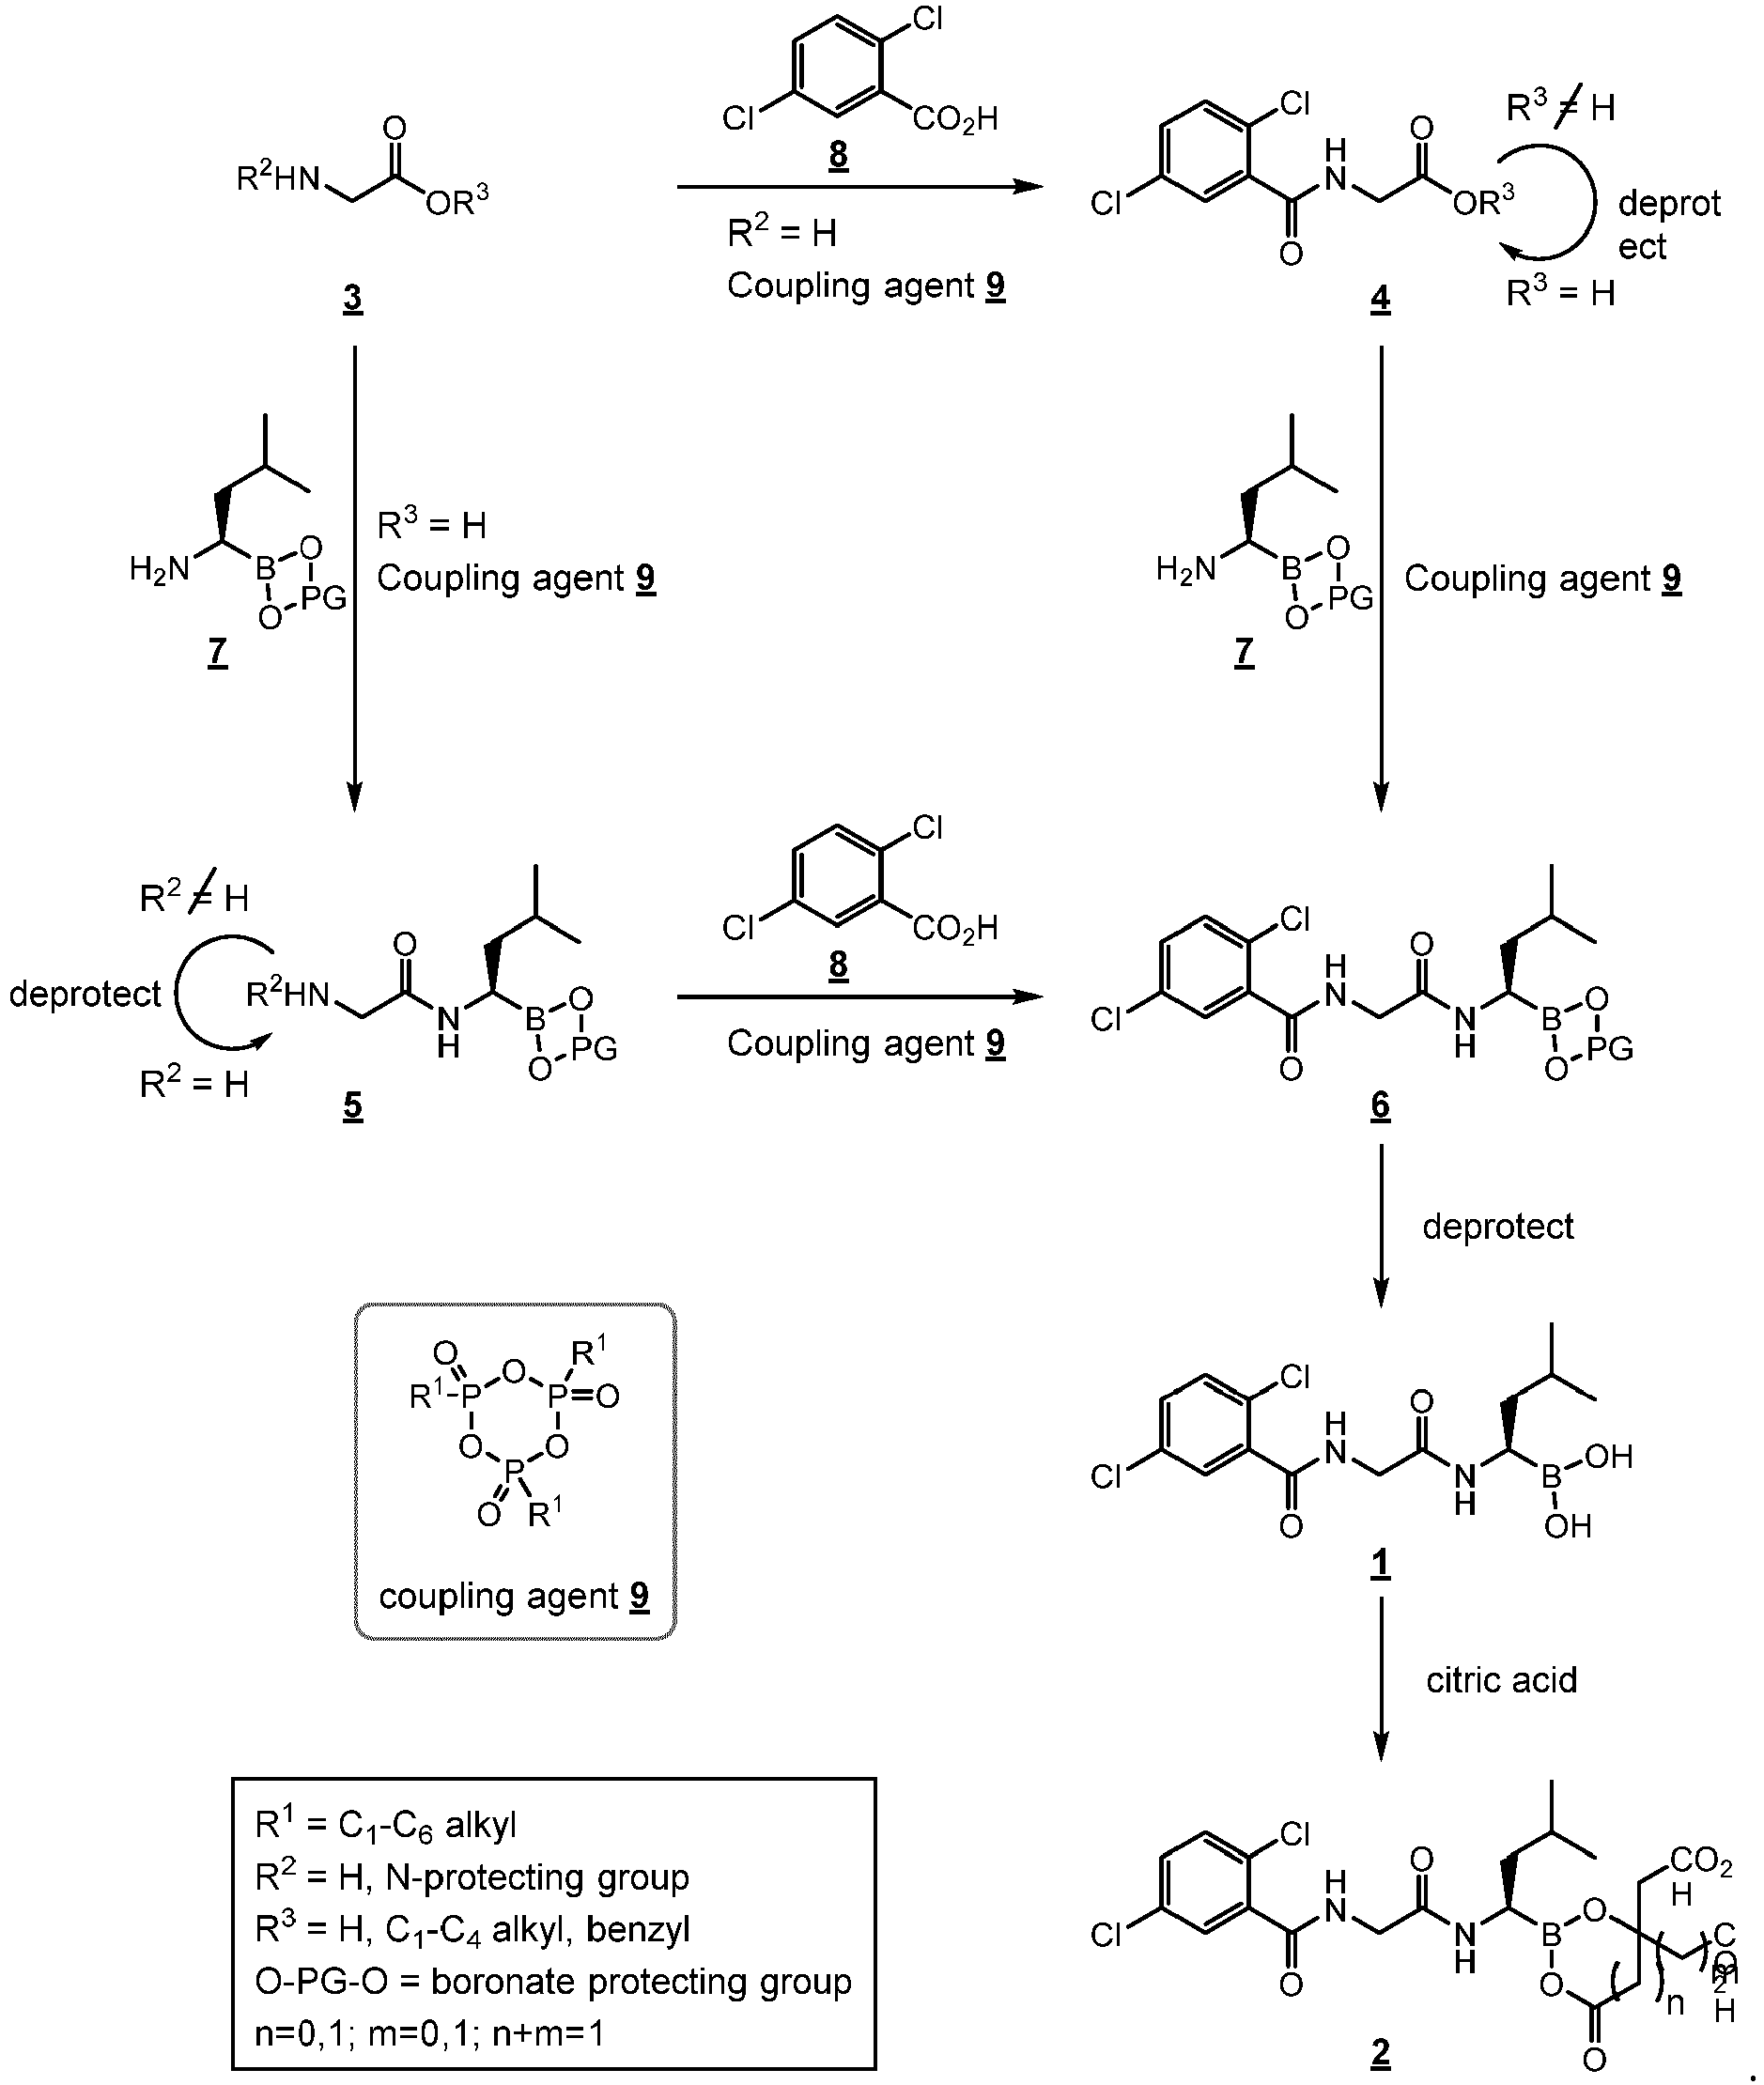 Cl
Cl
CO₂H
8
R²HN
O
OR³
3
R² = H
Coupling agent 9
Cl
Cl
O
H
N
O
OR³
4
R³ ≠ H
deprot
ect
R³ = H
H₂N
B
O
O
PG
7
R³ = H
Coupling agent 9
H₂N
B
O
O
PG
7
Coupling agent 9
R² ≠ H
deprotect
R² = H
R²HN
O
N
H
B
O
O
PG
5
Cl
Cl
CO₂H
8
Coupling agent 9
Cl
Cl
O
H
N
O
N
H
B
O
O
PG
6
deprotect
O
R¹
P
O
P
R¹
O
O
O
P
O
R¹
coupling agent 9
Cl
Cl
O
H
N
O
N
H
B
OH
OH
1
citric acid
R¹ = C₁-C₆ alkyl
R² = H, N-protecting group
R³ = H, C₁-C₄ alkyl, benzyl
O-PG-O = boronate protecting group
n=0,1; m=0,1; n+m=1
Cl
Cl
O
H
N
O
N
H
B
O
O
O
CO₂
H
C
O
2
H
m
n
2
.